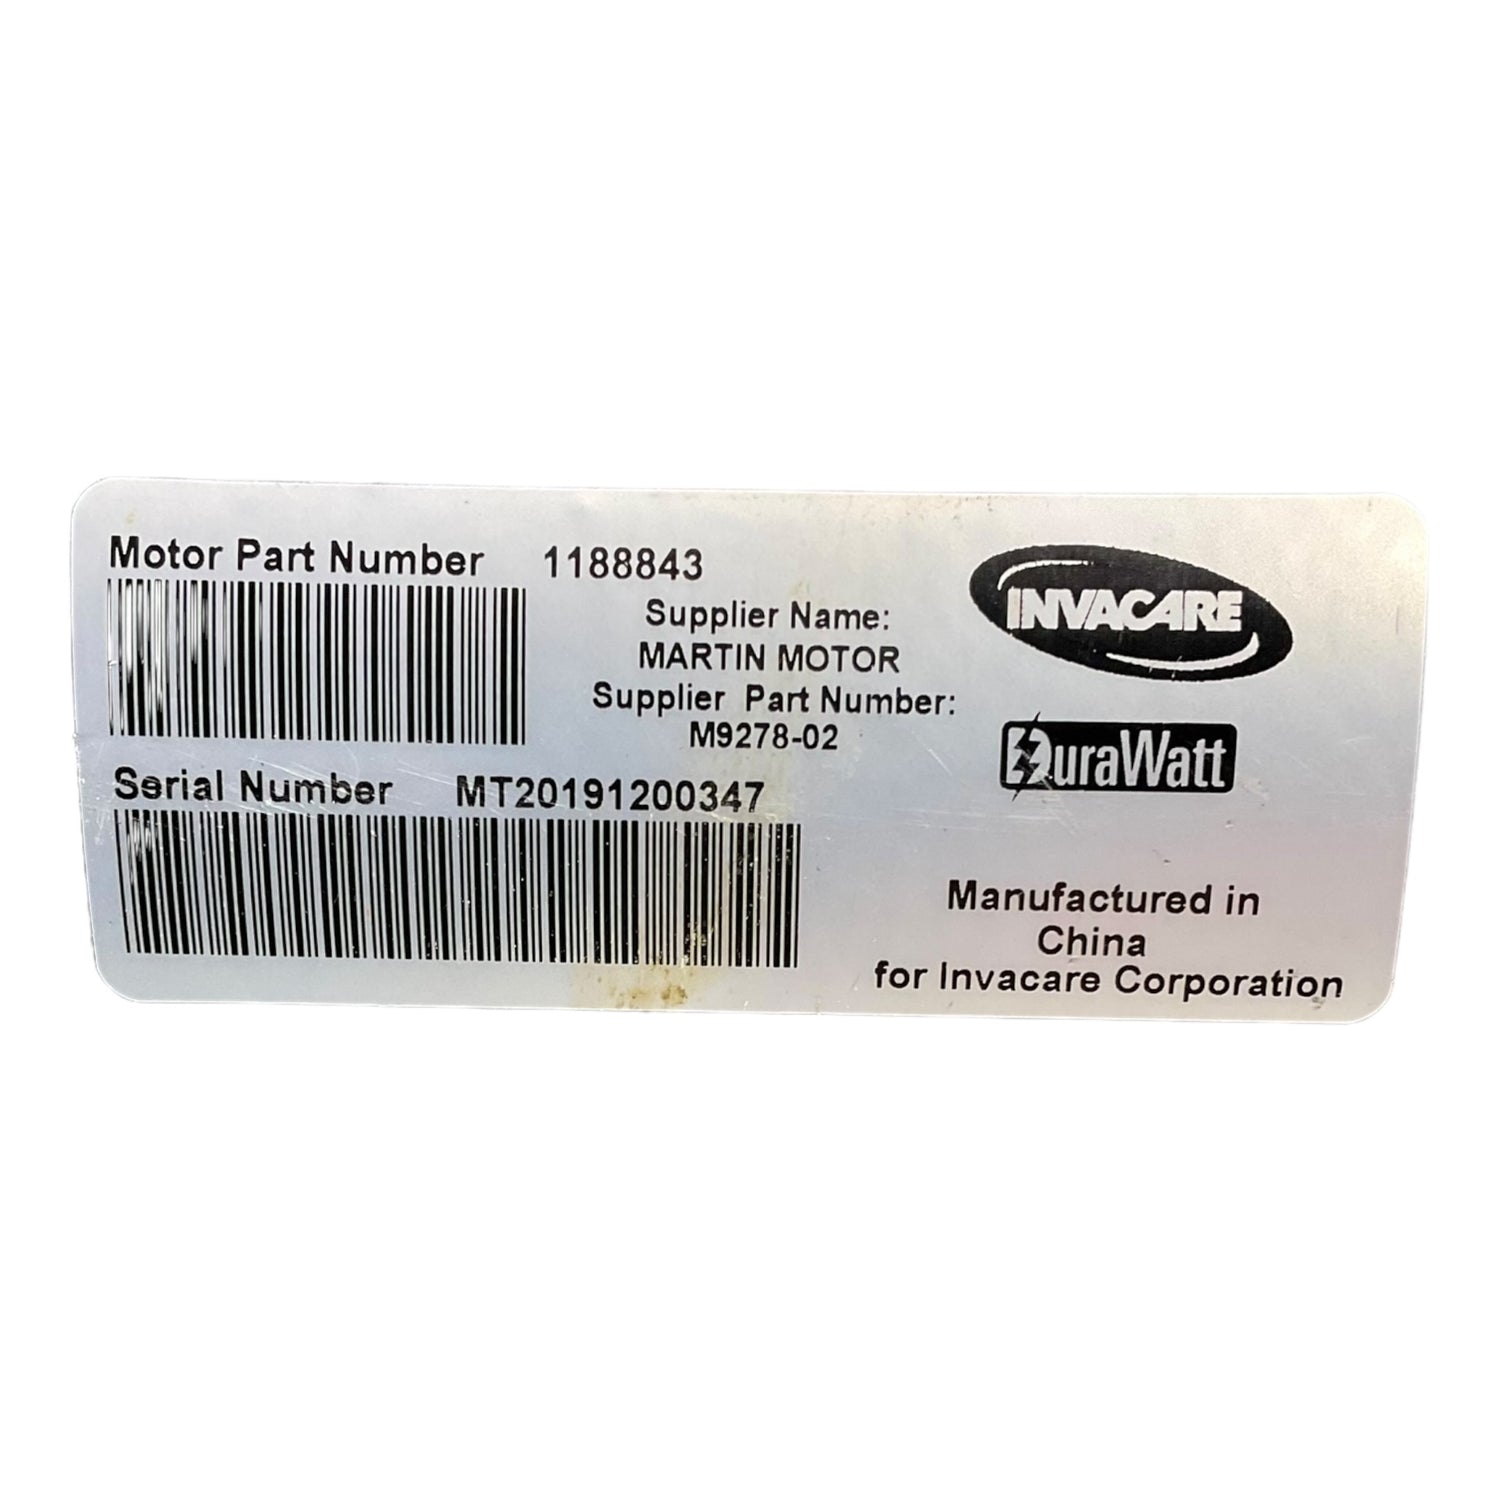 Motor Part Number 1188843
Supplier Name:
MARTIN MOTOR
Supplier Part Number:
M9278-02
Serial Number MT20191200347
INVACARE
DuraWatt
Manufactured in
China
for Invacare Corporation